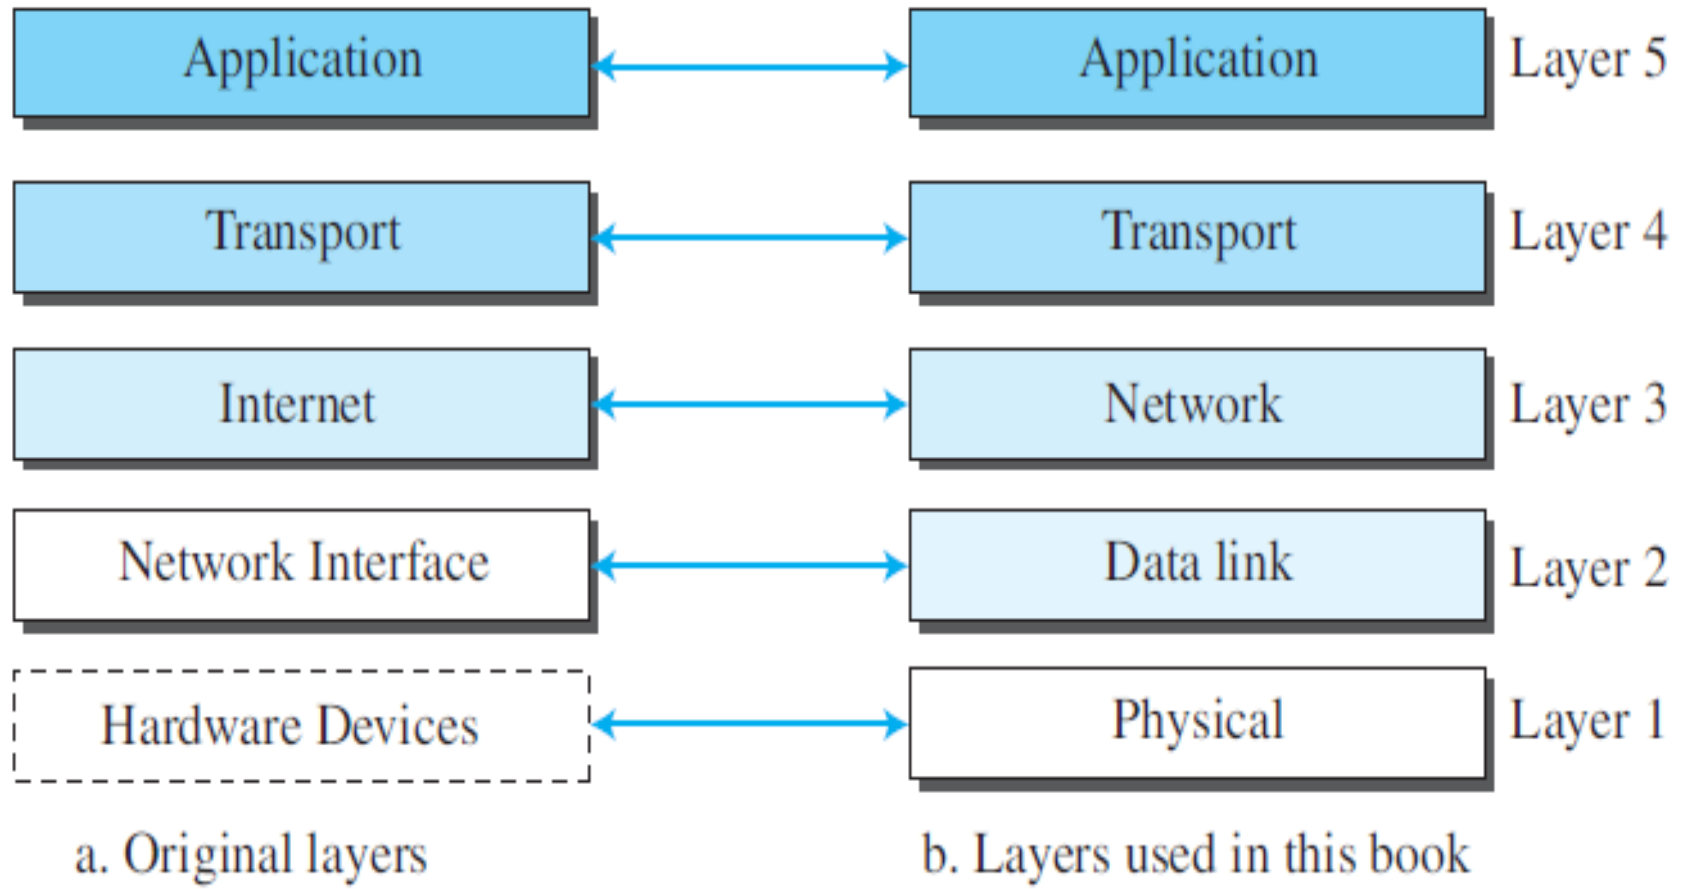 Application
Application
Layer 5
Transport
Transport
Layer 4
Internet
Network
Layer 3
Network Interface
Data link
Layer 2
Hardware Devices
Physical
Layer 1
a. Original layers
b. Layers used in this book